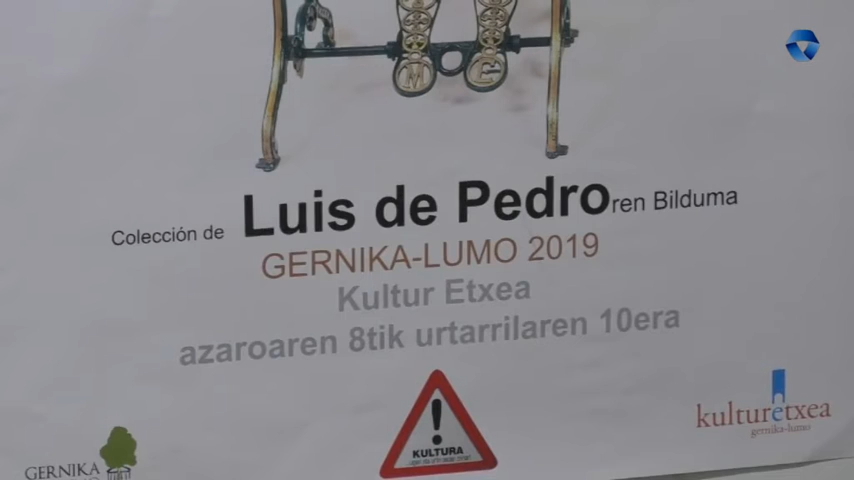 M E
Colección de Luis de Pedroren Bilduma
GERNIKA-LUMO 2019
Kultur Etxea
azaroaren 8tik urtarrilaren 10era
!
KULTURA
kulturetxea
gernika-lumo
GERNIKA